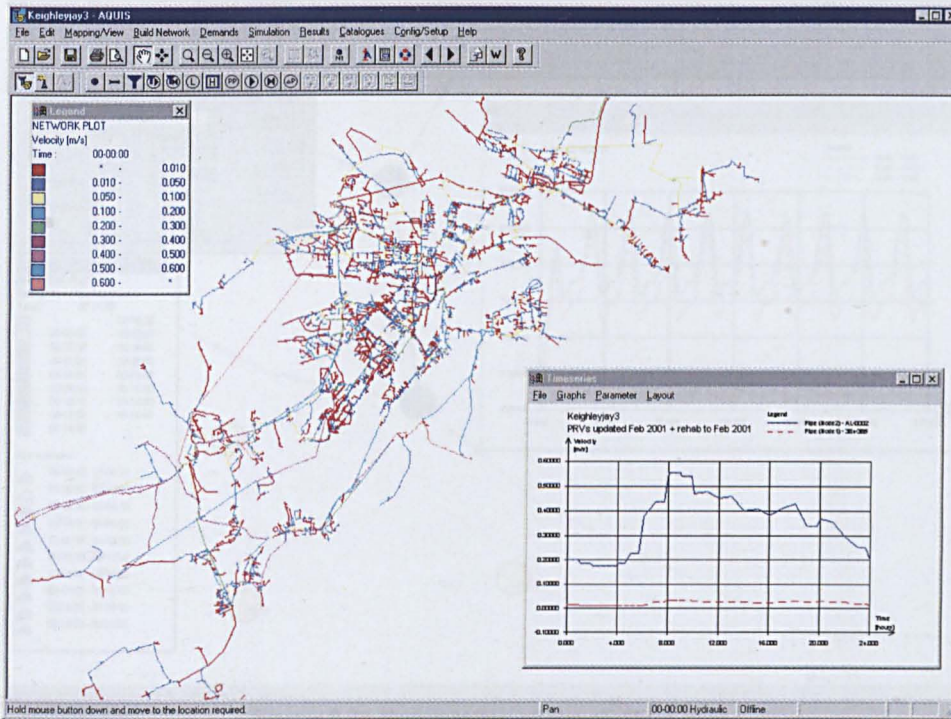 Keighleyjay3 - AQUIS
File Edit Mapping/View Build Network Demands Simulation Results Catalogues Config/Setup Help
Legend
NETWORK PLOT
Velocity [m/s]
Time : 00-00:00
* - 0.010
0.010 - 0.050
0.050 - 0.100
0.100 - 0.200
0.200 - 0.300
0.300 - 0.400
0.400 - 0.500
0.500 - 0.600
0.600 - *
Timeseries
File Graphs Parameter Layout
Keighleyjay3
PRVs updated Feb 2001 + rehab to Feb 2001
Legend
Velocity
[m/s]
0.60000
0.50000
0.40000
0.30000
0.20000
0.10000
0.00000
-0.10000
0.000 4.000 8.000 12.000 16.000 20.000 24.000
Time
[hours]
Hold mouse button down and move to the location required. Pan 00-00:00 Hydraulic Offline